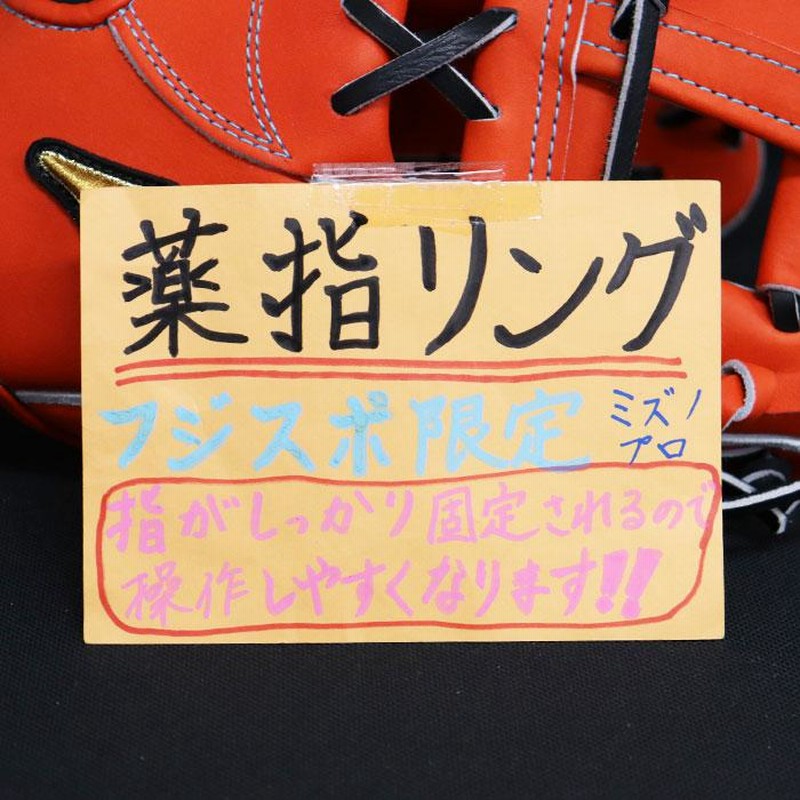 薬指リング
フジスポ限定 ミズノ
プロ
指がしっかり固定されるので
操作しやすくなります!!